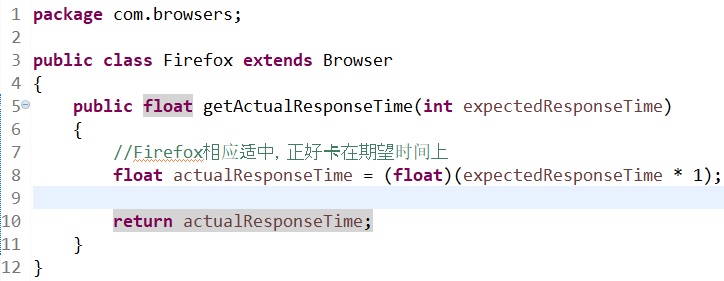 1 package com.browsers;
2
3 public class Firefox extends Browser
4 {
5     public float getActualResponseTime(int expectedResponseTime)
6     {
7         //Firefox相应适中，正好卡在期望时间上
8         float actualResponseTime = (float)(expectedResponseTime * 1);
9
10         return actualResponseTime;
11     }
12 }